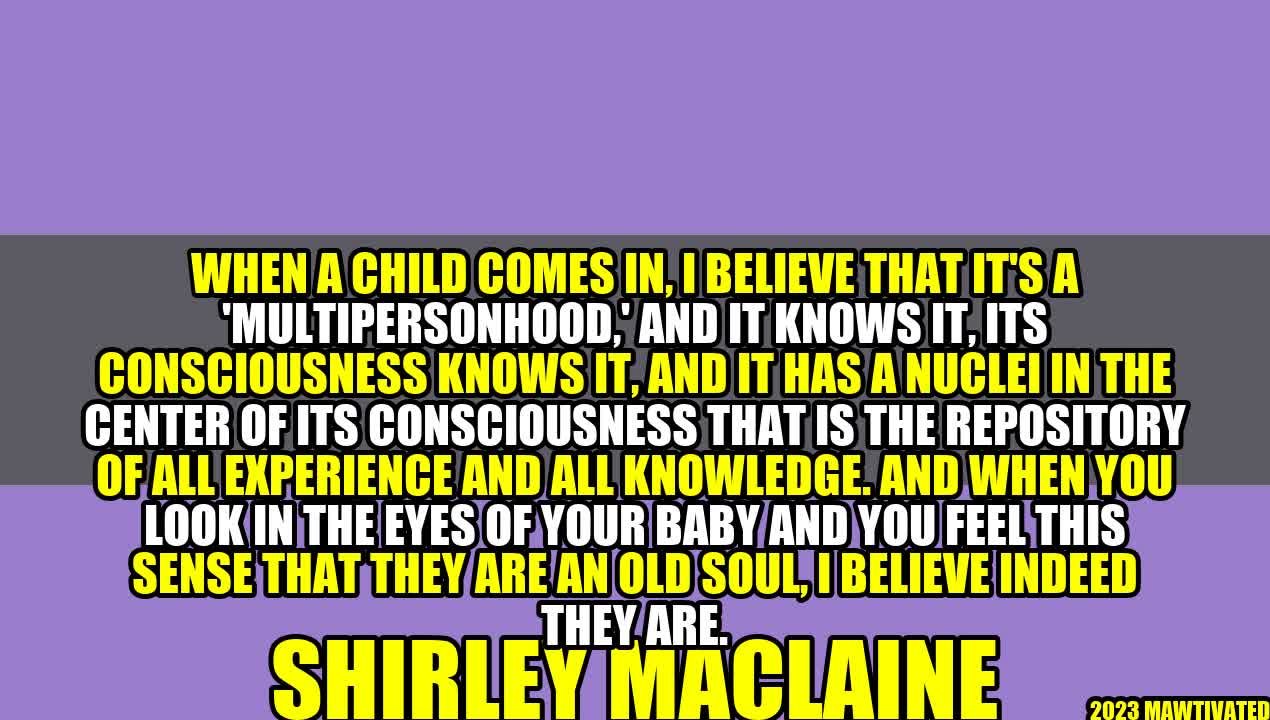 WHEN A CHILD COMES IN, I BELIEVE THAT IT'S A
'MULTIPERSONHOOD,' AND IT KNOWS IT, ITS
CONSCIOUSNESS KNOWS IT, AND IT HAS A NUCLEI IN THE
CENTER OF ITS CONSCIOUSNESS THAT IS THE REPOSITORY
OF ALL EXPERIENCE AND ALL KNOWLEDGE. AND WHEN YOU
LOOK IN THE EYES OF YOUR BABY AND YOU FEEL THIS
SENSE THAT THEY ARE AN OLD SOUL, I BELIEVE INDEED
THEY ARE.
SHIRLEY MACLAINE
2023 MAWTIVATED